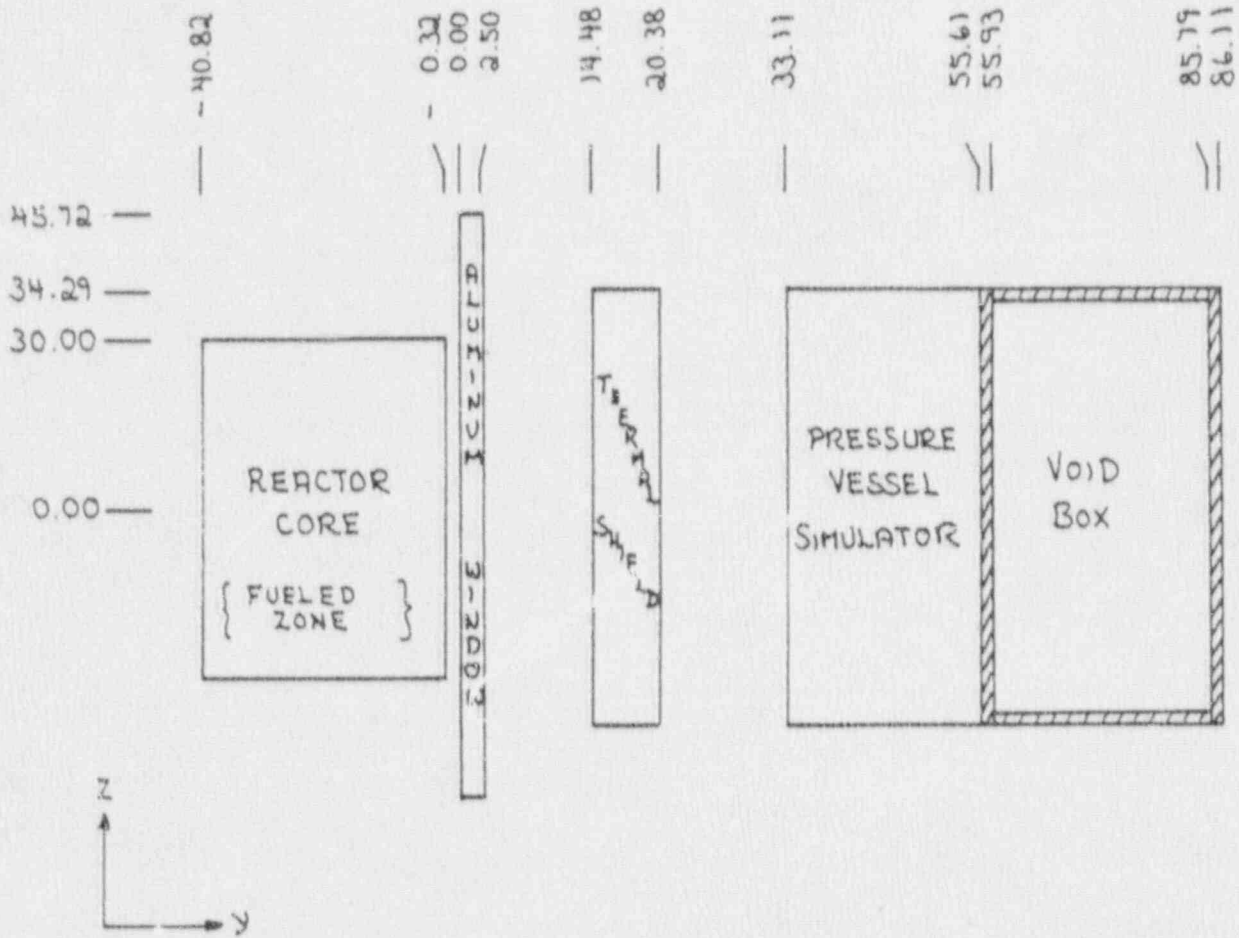 -40.82
- 0.32
0.00
2.50
14.48
20.38
33.11
55.61
55.93
85.79
86.11
45.72
34.29
30.00
0.00
REACTOR
CORE
{ FUELED
ZONE }
ALUMINUM WINDOW
THERMAL
SHIELD
PRESSURE
VESSEL
SIMULATOR
VOID
BOX
Z
Y